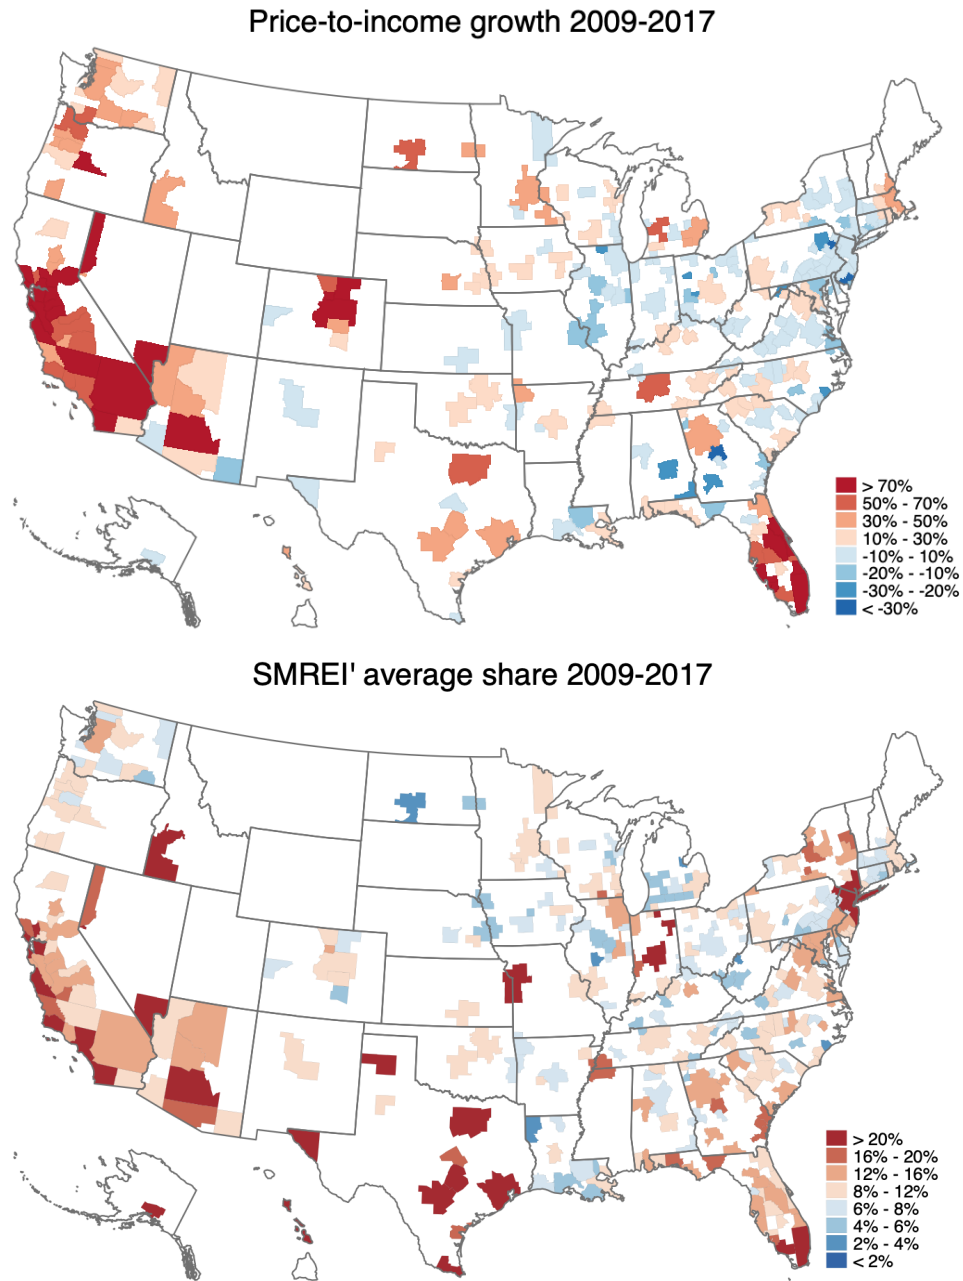 Price-to-income growth 2009-2017
> 70%
50% - 70%
30% - 50%
10% - 30%
-10% - 10%
-20% - -10%
-30% - -20%
< -30%
SMREI' average share 2009-2017
> 20%
16% - 20%
12% - 16%
8% - 12%
6% - 8%
4% - 6%
2% - 4%
< 2%